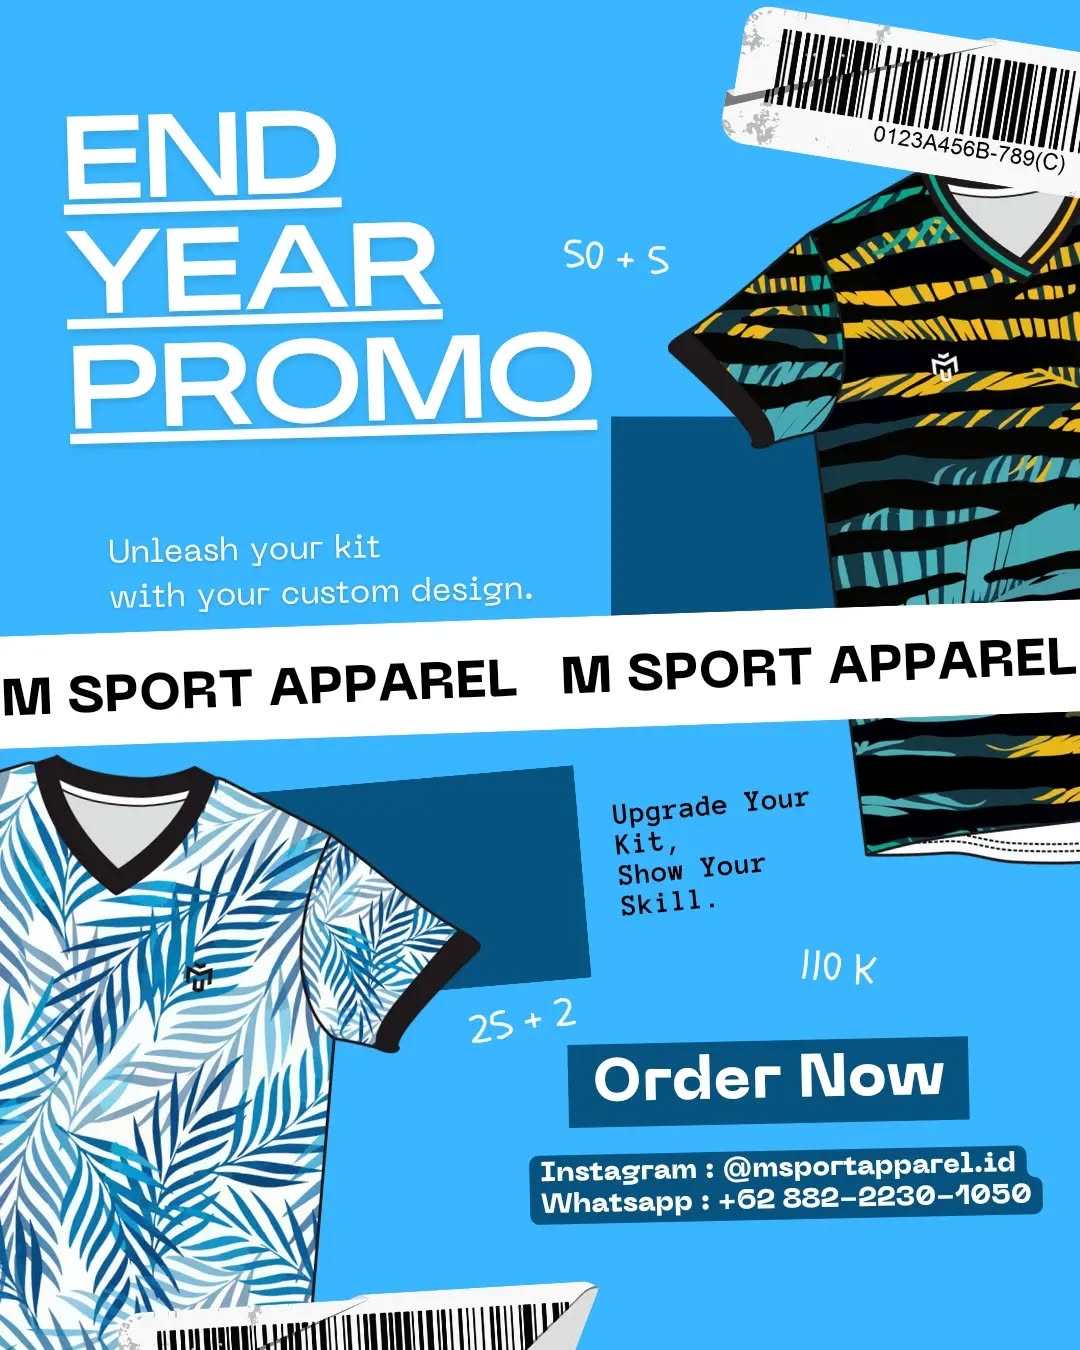 0123A456B-789(C)
END
YEAR
PROMO
50 + 5
Unleash your kit
with your custom design.
M SPORT APPAREL M SPORT APPAREL
Upgrade Your
Kit,
Show Your
Skill.
110 K
25 + 2
Order Now
Instagram : @msportapparel.id
Whatsapp : +62 882-2230-1050